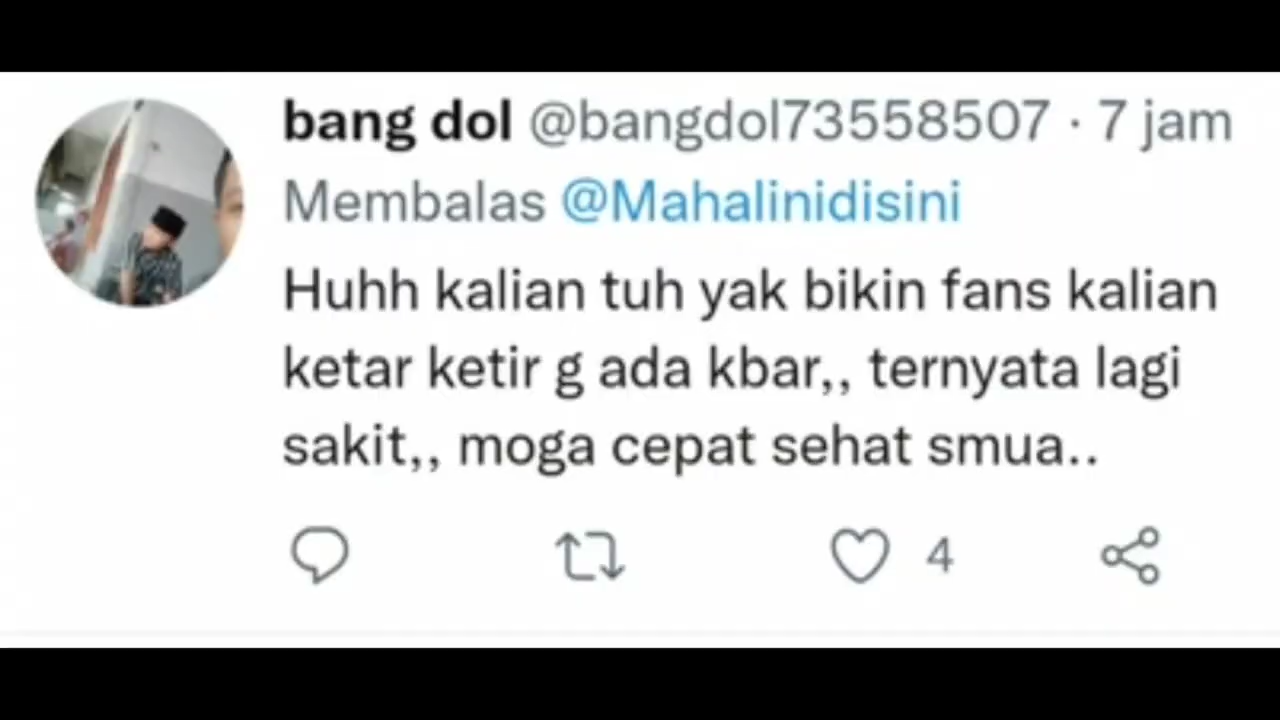 bang dol @bangdol73558507 · 7 jam
Membalas @Mahalinidisini
Huhh kalian tuh yak bikin fans kalian
ketar ketir g ada kbar,, ternyata lagi
sakit,, moga cepat sehat smua..
4